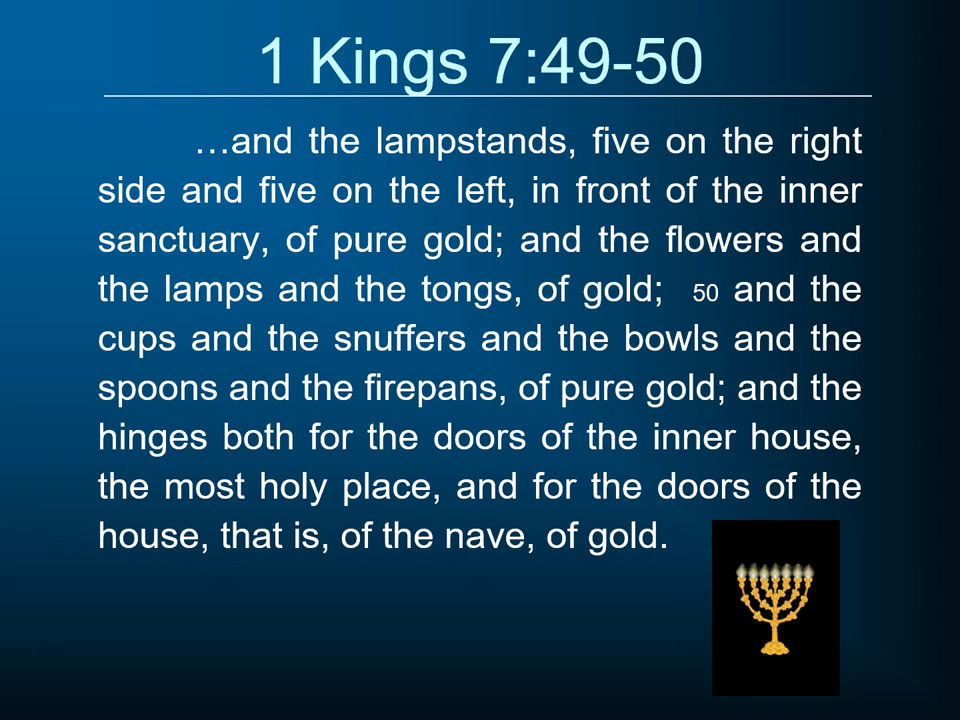 1 Kings 7:49-50
…and the lampstands, five on the right
side and five on the left, in front of the inner
sanctuary, of pure gold; and the flowers and
the lamps and the tongs, of gold; 50 and the
cups and the snuffers and the bowls and the
spoons and the firepans, of pure gold; and the
hinges both for the doors of the inner house,
the most holy place, and for the doors of the
house, that is, of the nave, of gold.